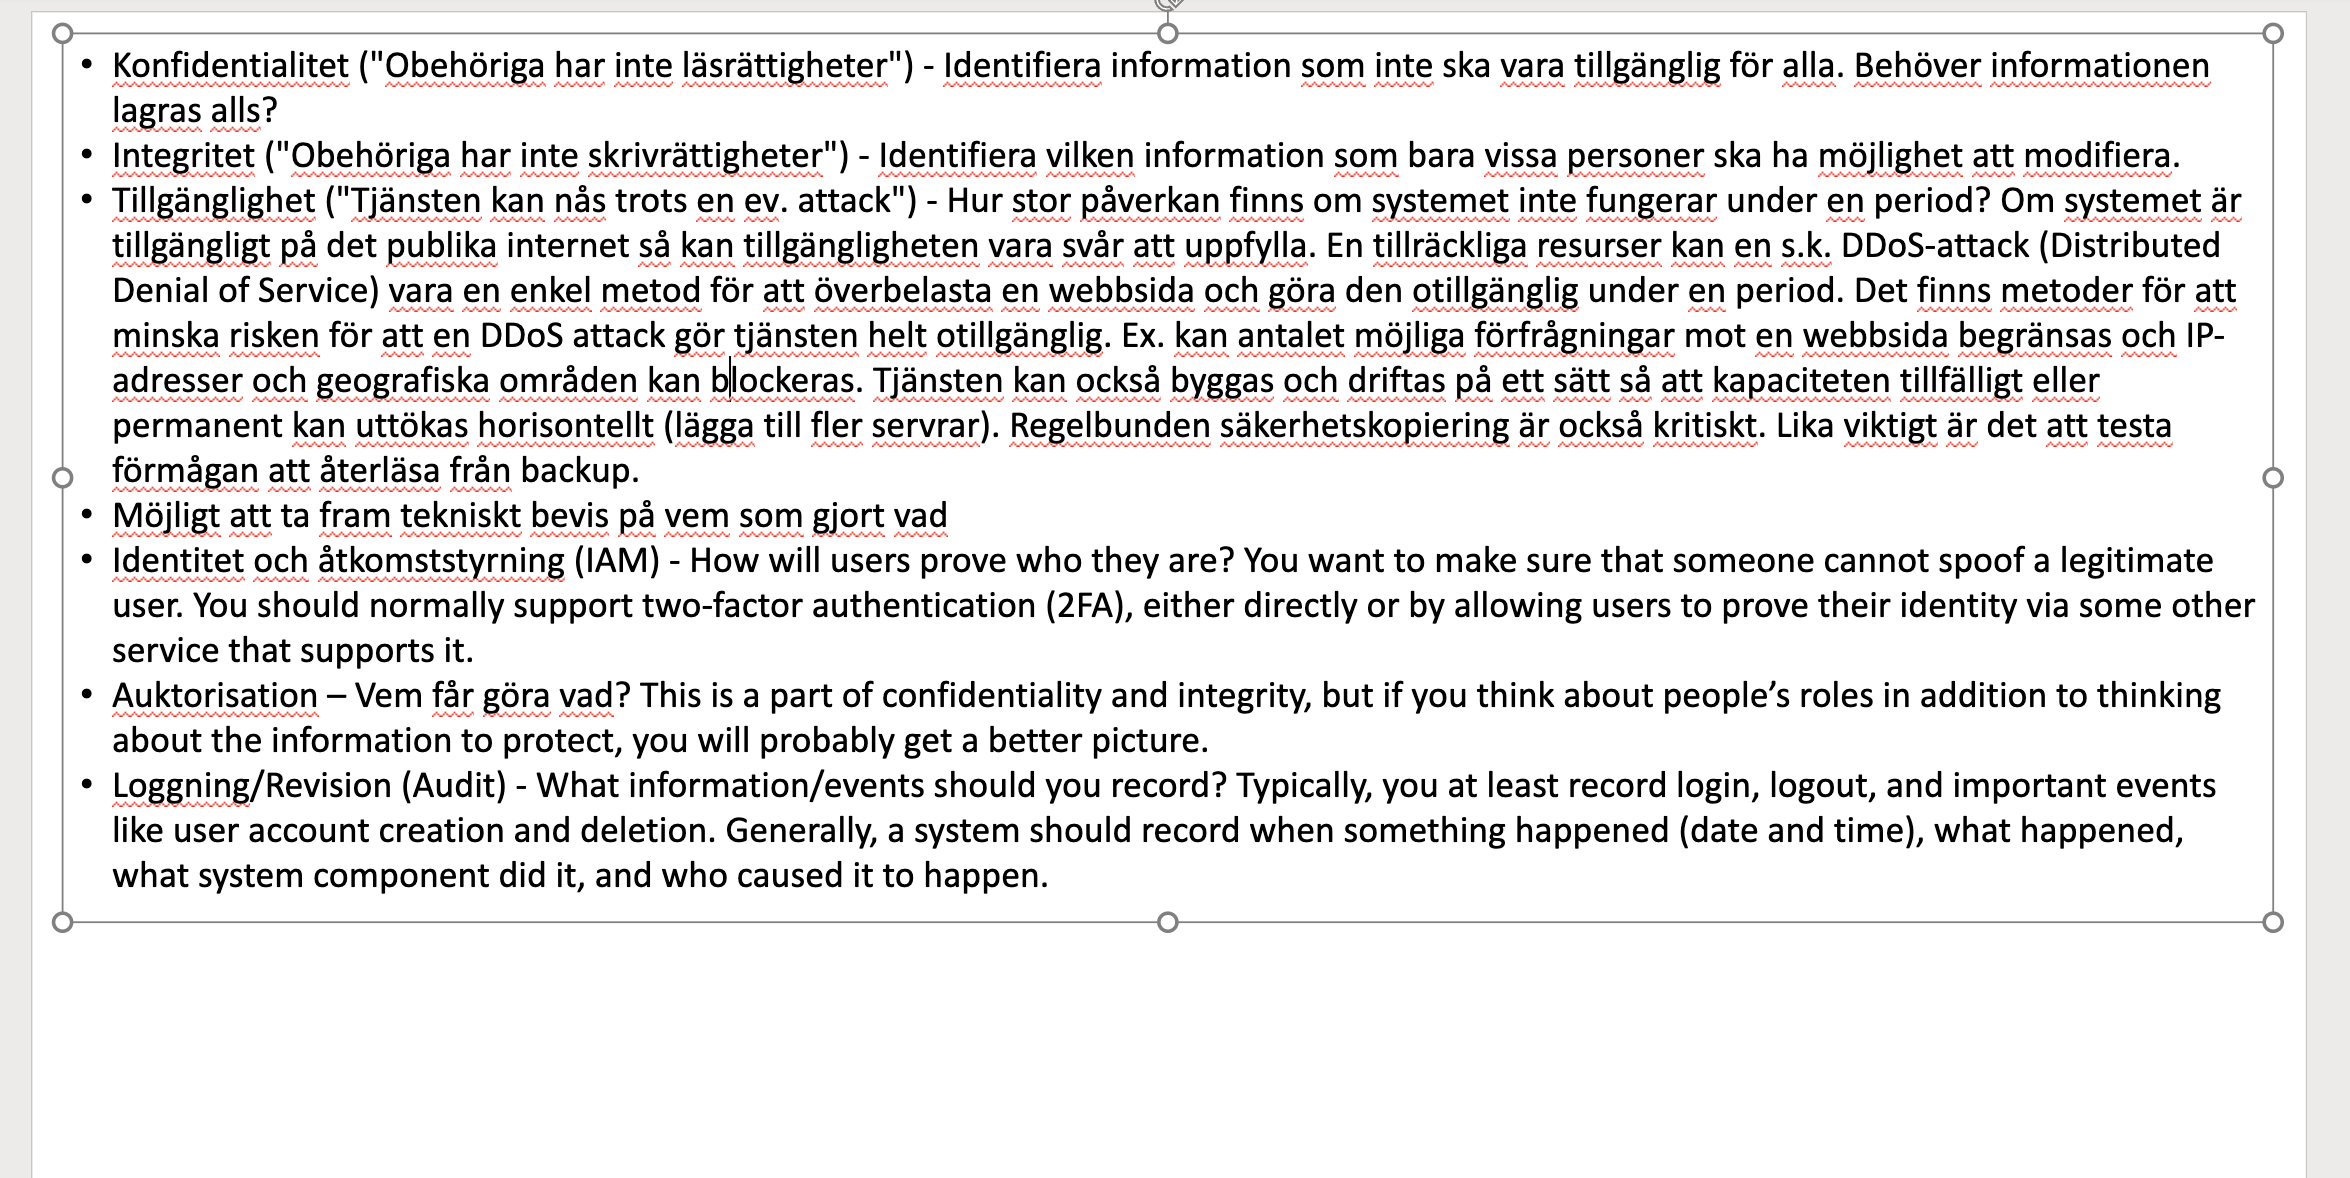 • Konfidentialitet ("Obehöriga har inte läsrättigheter") - Identifiera information som inte ska vara tillgänglig för alla. Behöver informationen
lagras alls?
• Integritet ("Obehöriga har inte skrivrättigheter") - Identifiera vilken information som bara vissa personer ska ha möjlighet att modifiera.
• Tillgänglighet ("Tjänsten kan nås trots en ev. attack") - Hur stor påverkan finns om systemet inte fungerar under en period? Om systemet är
tillgängligt på det publika internet så kan tillgängligheten vara svår att uppfylla. En tillräckliga resurser kan en s.k. DDoS-attack (Distributed
Denial of Service) vara en enkel metod för att överbelasta en webbsida och göra den otillgänglig under en period. Det finns metoder för att
minska risken för att en DDoS attack gör tjänsten helt otillgänglig. Ex. kan antalet möjliga förfrågningar mot en webbsida begränsas och IP-
adresser och geografiska områden kan blockeras. Tjänsten kan också byggas och driftas på ett sätt så att kapaciteten tillfälligt eller
permanent kan uttökas horisontellt (lägga till fler servrar). Regelbunden säkerhetskopiering är också kritiskt. Lika viktigt är det att testa
förmågan att återläsa från backup.
• Möjligt att ta fram tekniskt bevis på vem som gjort vad
• Identitet och åtkomststyrning (IAM) - How will users prove who they are? You want to make sure that someone cannot spoof a legitimate
user. You should normally support two-factor authentication (2FA), either directly or by allowing users to prove their identity via some other
service that supports it.
• Auktorisation – Vem får göra vad? This is a part of confidentiality and integrity, but if you think about people’s roles in addition to thinking
about the information to protect, you will probably get a better picture.
• Loggning/Revision (Audit) - What information/events should you record? Typically, you at least record login, logout, and important events
like user account creation and deletion. Generally, a system should record when something happened (date and time), what happened,
what system component did it, and who caused it to happen.